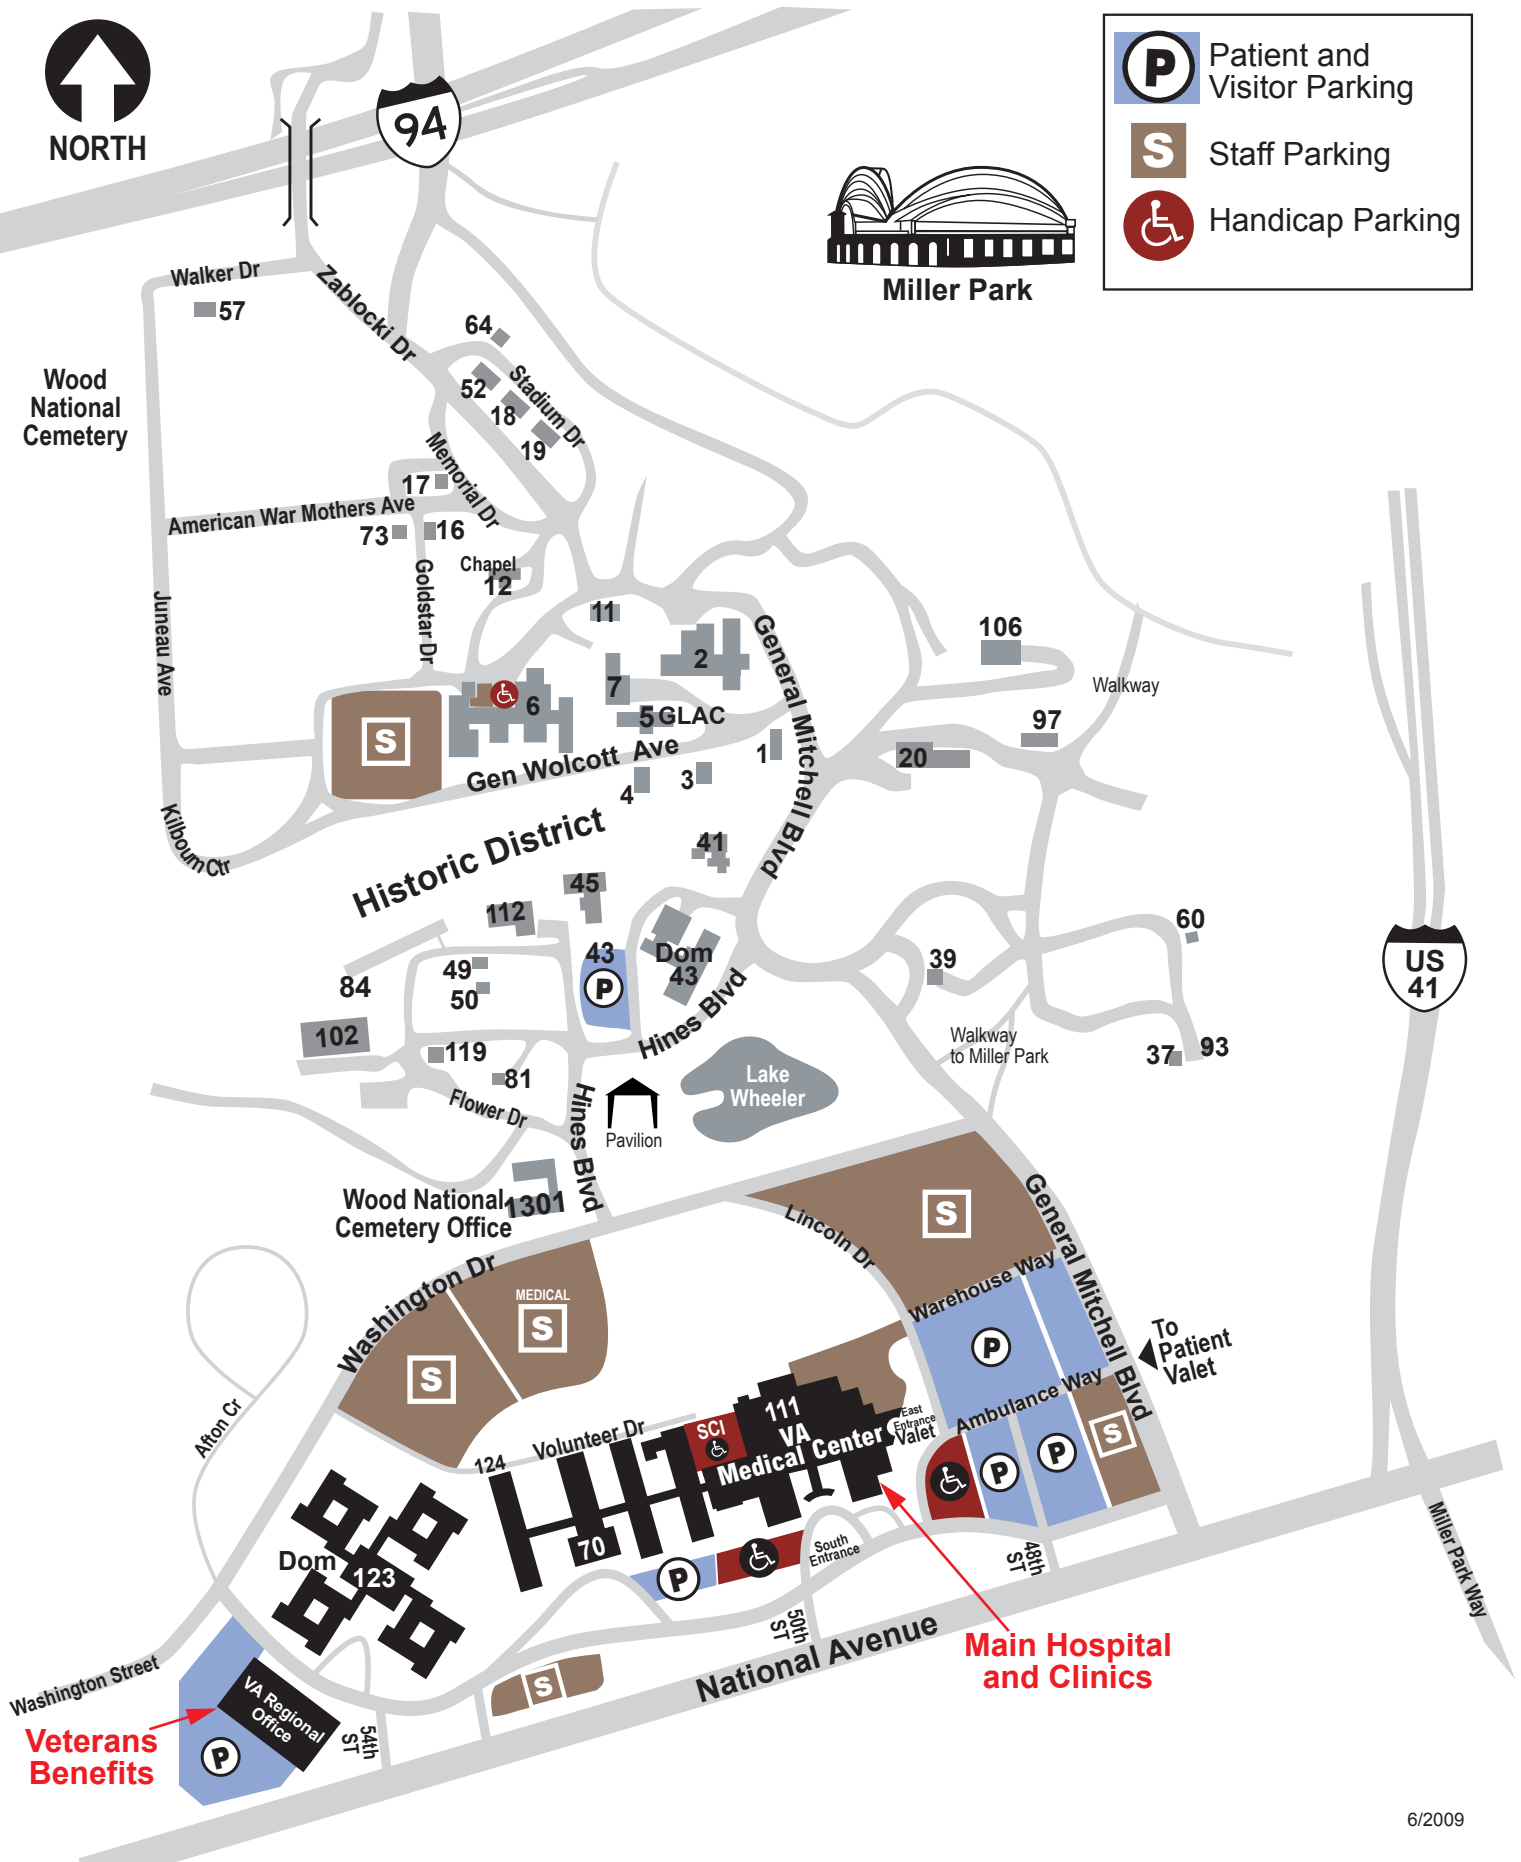 NORTH
94
P
Patient and
Visitor Parking
S
Staff Parking
Handicap Parking
Miller Park
Walker Dr
57
Zablocki Dr
64
52
Stadium Dr
18
19
Wood
National
Cemetery
Memorial Dr
17
American War Mothers Ave
73
16
Chapel
12
Goldstar Dr
Juneau Ave
11
General Mitchell Blvd
106
2
Walkway
7
6
5 GLAC
97
S
1
20
Gen Wolcott Ave
3
4
Kilbourn Ctr
Historic District
41
45
112
60
43
Dom
43
39
49
50
84
P
US
41
Hines Blvd
102
119
Walkway
to Miller Park
37
93
81
Lake
Wheeler
Flower Dr
Hines Blvd
Pavilion
Wood National
Cemetery Office
1301
S
Lincoln Dr
General Mitchell Blvd
Washington Dr
MEDICAL
S
S
Warehouse Way
P
To
Patient
Valet
Afton Cr
Ambulance Way
111
VA
Medical Center
East
Entrance
Valet
SCI
Volunteer Dr
124
S
P
P
70
South
Entrance
Dom
123
P
48th
ST
50th
ST
Miller Park Way
National Avenue
Main Hospital
and Clinics
Washington Street
S
VA Regional
Office
Veterans
Benefits
P
54th
ST
6/2009